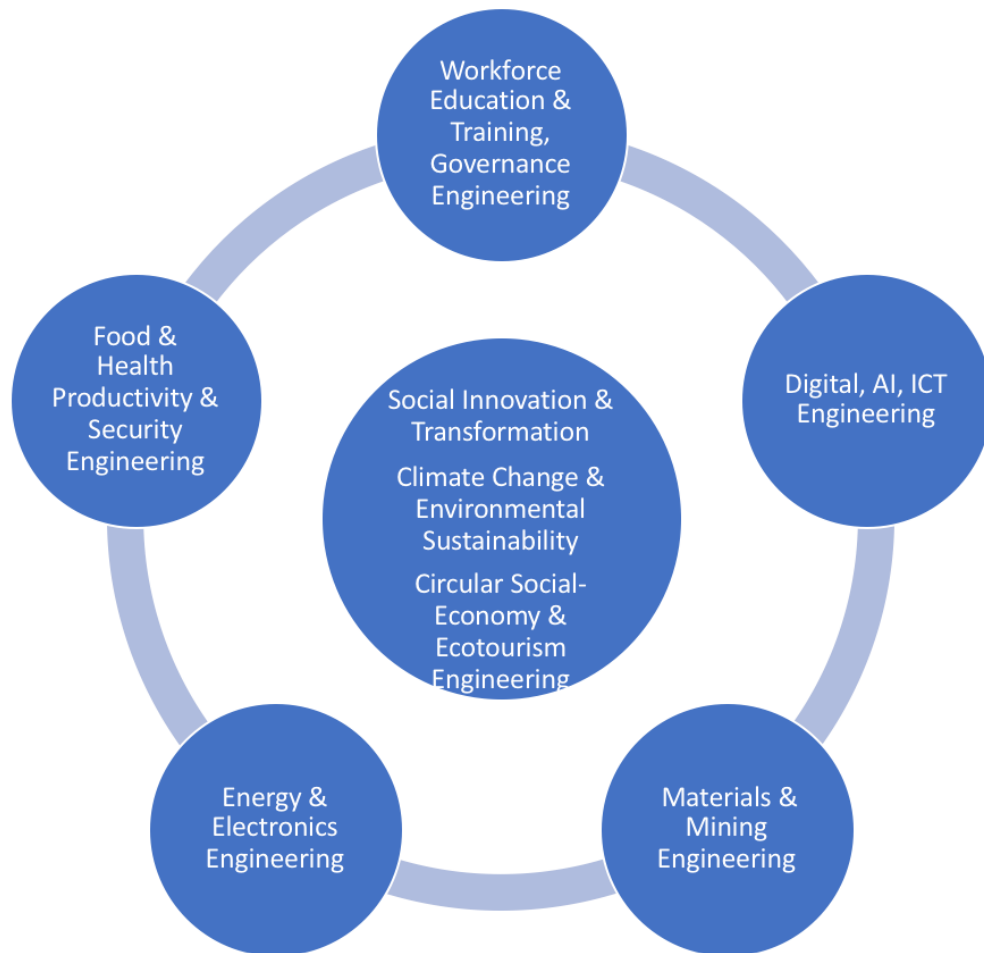 Workforce
Education &
Training,
Governance
Engineering
Food &
Health
Productivity &
Security
Engineering
Digital, AI, ICT
Engineering
Social Innovation &
Transformation
Climate Change &
Environmental
Sustainability
Circular Social-
Economy &
Ecotourism
Engineering
Energy &
Electronics
Engineering
Materials &
Mining
Engineering